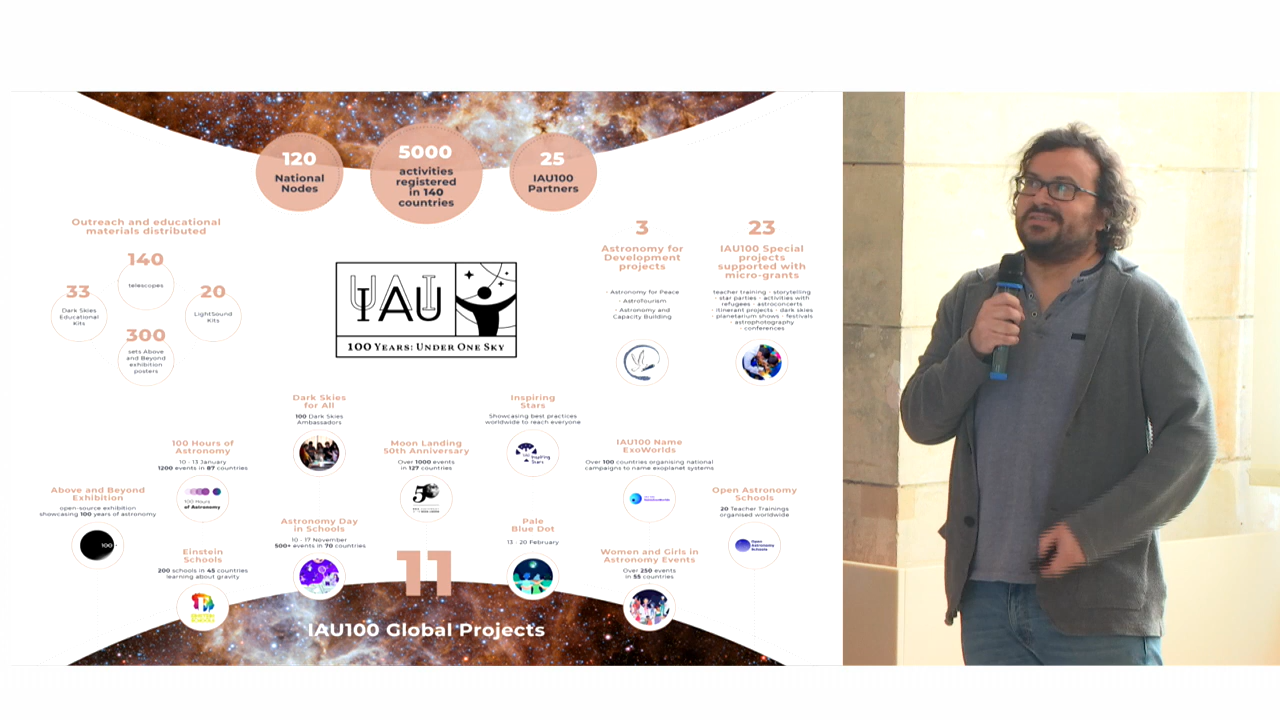 120
National
Nodes
5000
activities
registered
in 140
countries
25
IAU100
Partners
Outreach and educational
materials distributed
140
telescopes
33
Dark Skies
Educational
Kits
20
LightSound
Kits
300
sets Above
and Beyond
exhibition
posters
IAU
100 YEARS: UNDER ONE SKY
3
Astronomy for
Development
projects
· Astronomy for Peace
· Astrotourism
· Astronomy and
Capacity Building
23
IAU100 Special
projects
supported with
micro-grants
teacher training · storytelling
· star parties · activities with
refugees · astroconcerts
· itinerant projects · dark skies
· planetarium shows · festivals
· astrophotography
· conferences
Dark Skies
for All
100 Dark Skies
Ambassadors
Inspiring
Stars
Showcasing best practices
worldwide to reach everyone
Inspiring
Stars
100 Hours of
Astronomy
10 - 13 January
1200 events in 87 countries
100 Hours
of Astronomy
Moon Landing
50th Anniversary
Over 1000 events
in 127 countries
50
IAU100 Name
ExoWorlds
Over 100 countries organising national
campaigns to name exoplanet systems
Above and Beyond
Exhibition
open-source exhibition
showcasing 100 years of astronomy
100
Open Astronomy
Schools
20 Teacher Trainings
organised worldwide
Open
Astronomy
Schools
Einstein
Schools
200 schools in 45 countries
learning about gravity
Astronomy Day
in Schools
10 - 17 November
500+ events in 70 countries
Pale
Blue Dot
13 - 20 February
Women and Girls in
Astronomy Events
Over 250 events
in 55 countries
11
IAU100 Global Projects